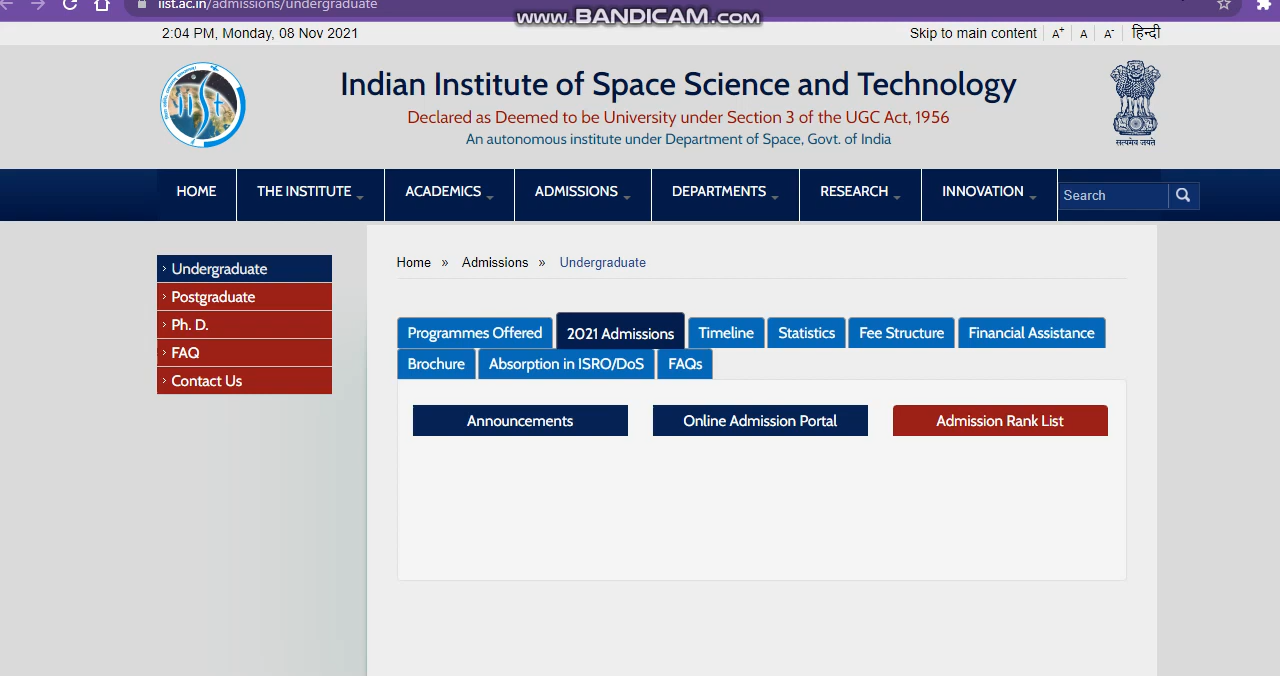 iist.ac.in/admissions/undergraduate
www.BANDICAM.com
2:04 PM, Monday, 08 Nov 2021
Skip to main content A+ A A- हिन्दी
Indian Institute of Space Science and Technology
Declared as Deemed to be University under Section 3 of the UGC Act, 1956
An autonomous institute under Department of Space, Govt. of India
सत्यमेव जयते
HOME THE INSTITUTE ACADEMICS ADMISSIONS DEPARTMENTS RESEARCH INNOVATION Search
Undergraduate
Postgraduate
Ph. D.
FAQ
Contact Us
Home » Admissions » Undergraduate
Programmes Offered 2021 Admissions Timeline Statistics Fee Structure Financial Assistance
Brochure Absorption in ISRO/DoS FAQs
Announcements Online Admission Portal Admission Rank List